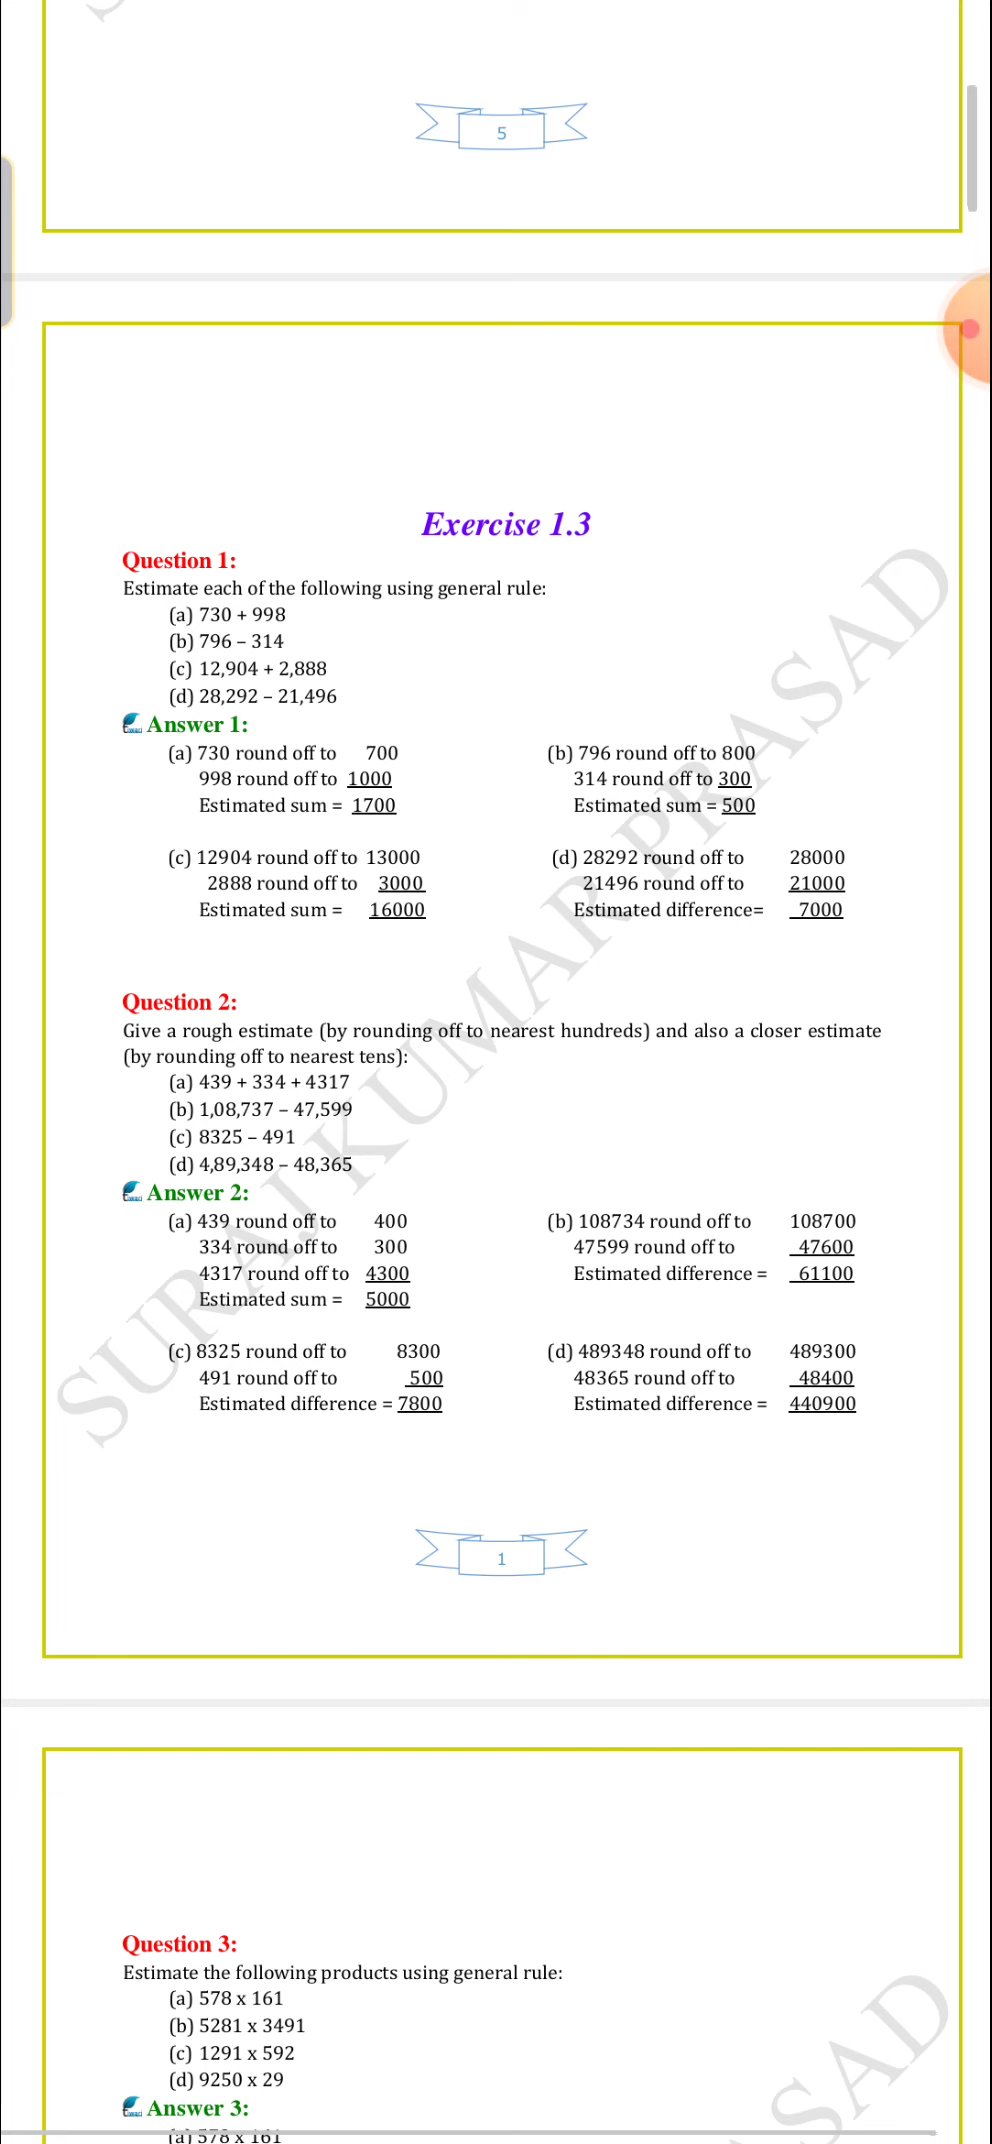 5
Exercise 1.3
Question 1:
Estimate each of the following using general rule:
(a) 730 + 998
(b) 796 – 314
(c) 12,904 + 2,888
(d) 28,292 – 21,496
Answer 1:
(a) 730 round off to 700
998 round off to 1000
Estimated sum = 1700
(b) 796 round off to 800
314 round off to 300
Estimated sum = 500
(c) 12904 round off to 13000
2888 round off to 3000
Estimated sum = 16000
(d) 28292 round off to 28000
21496 round off to 21000
Estimated difference= 7000
Question 2:
Give a rough estimate (by rounding off to nearest hundreds) and also a closer estimate
(by rounding off to nearest tens):
(a) 439 + 334 + 4317
(b) 1,08,737 – 47,599
(c) 8325 – 491
(d) 4,89,348 – 48,365
Answer 2:
(a) 439 round off to 400
334 round off to 300
4317 round off to 4300
Estimated sum = 5000
(b) 108734 round off to 108700
47599 round off to 47600
Estimated difference = 61100
(c) 8325 round off to 8300
491 round off to 500
Estimated difference = 7800
(d) 489348 round off to 489300
48365 round off to 48400
Estimated difference = 440900
SURAJ KUMAR PRASAD
1
Question 3:
Estimate the following products using general rule:
(a) 578 x 161
(b) 5281 x 3491
(c) 1291 x 592
(d) 9250 x 29
Answer 3:
(a) 578 x 161
SAD